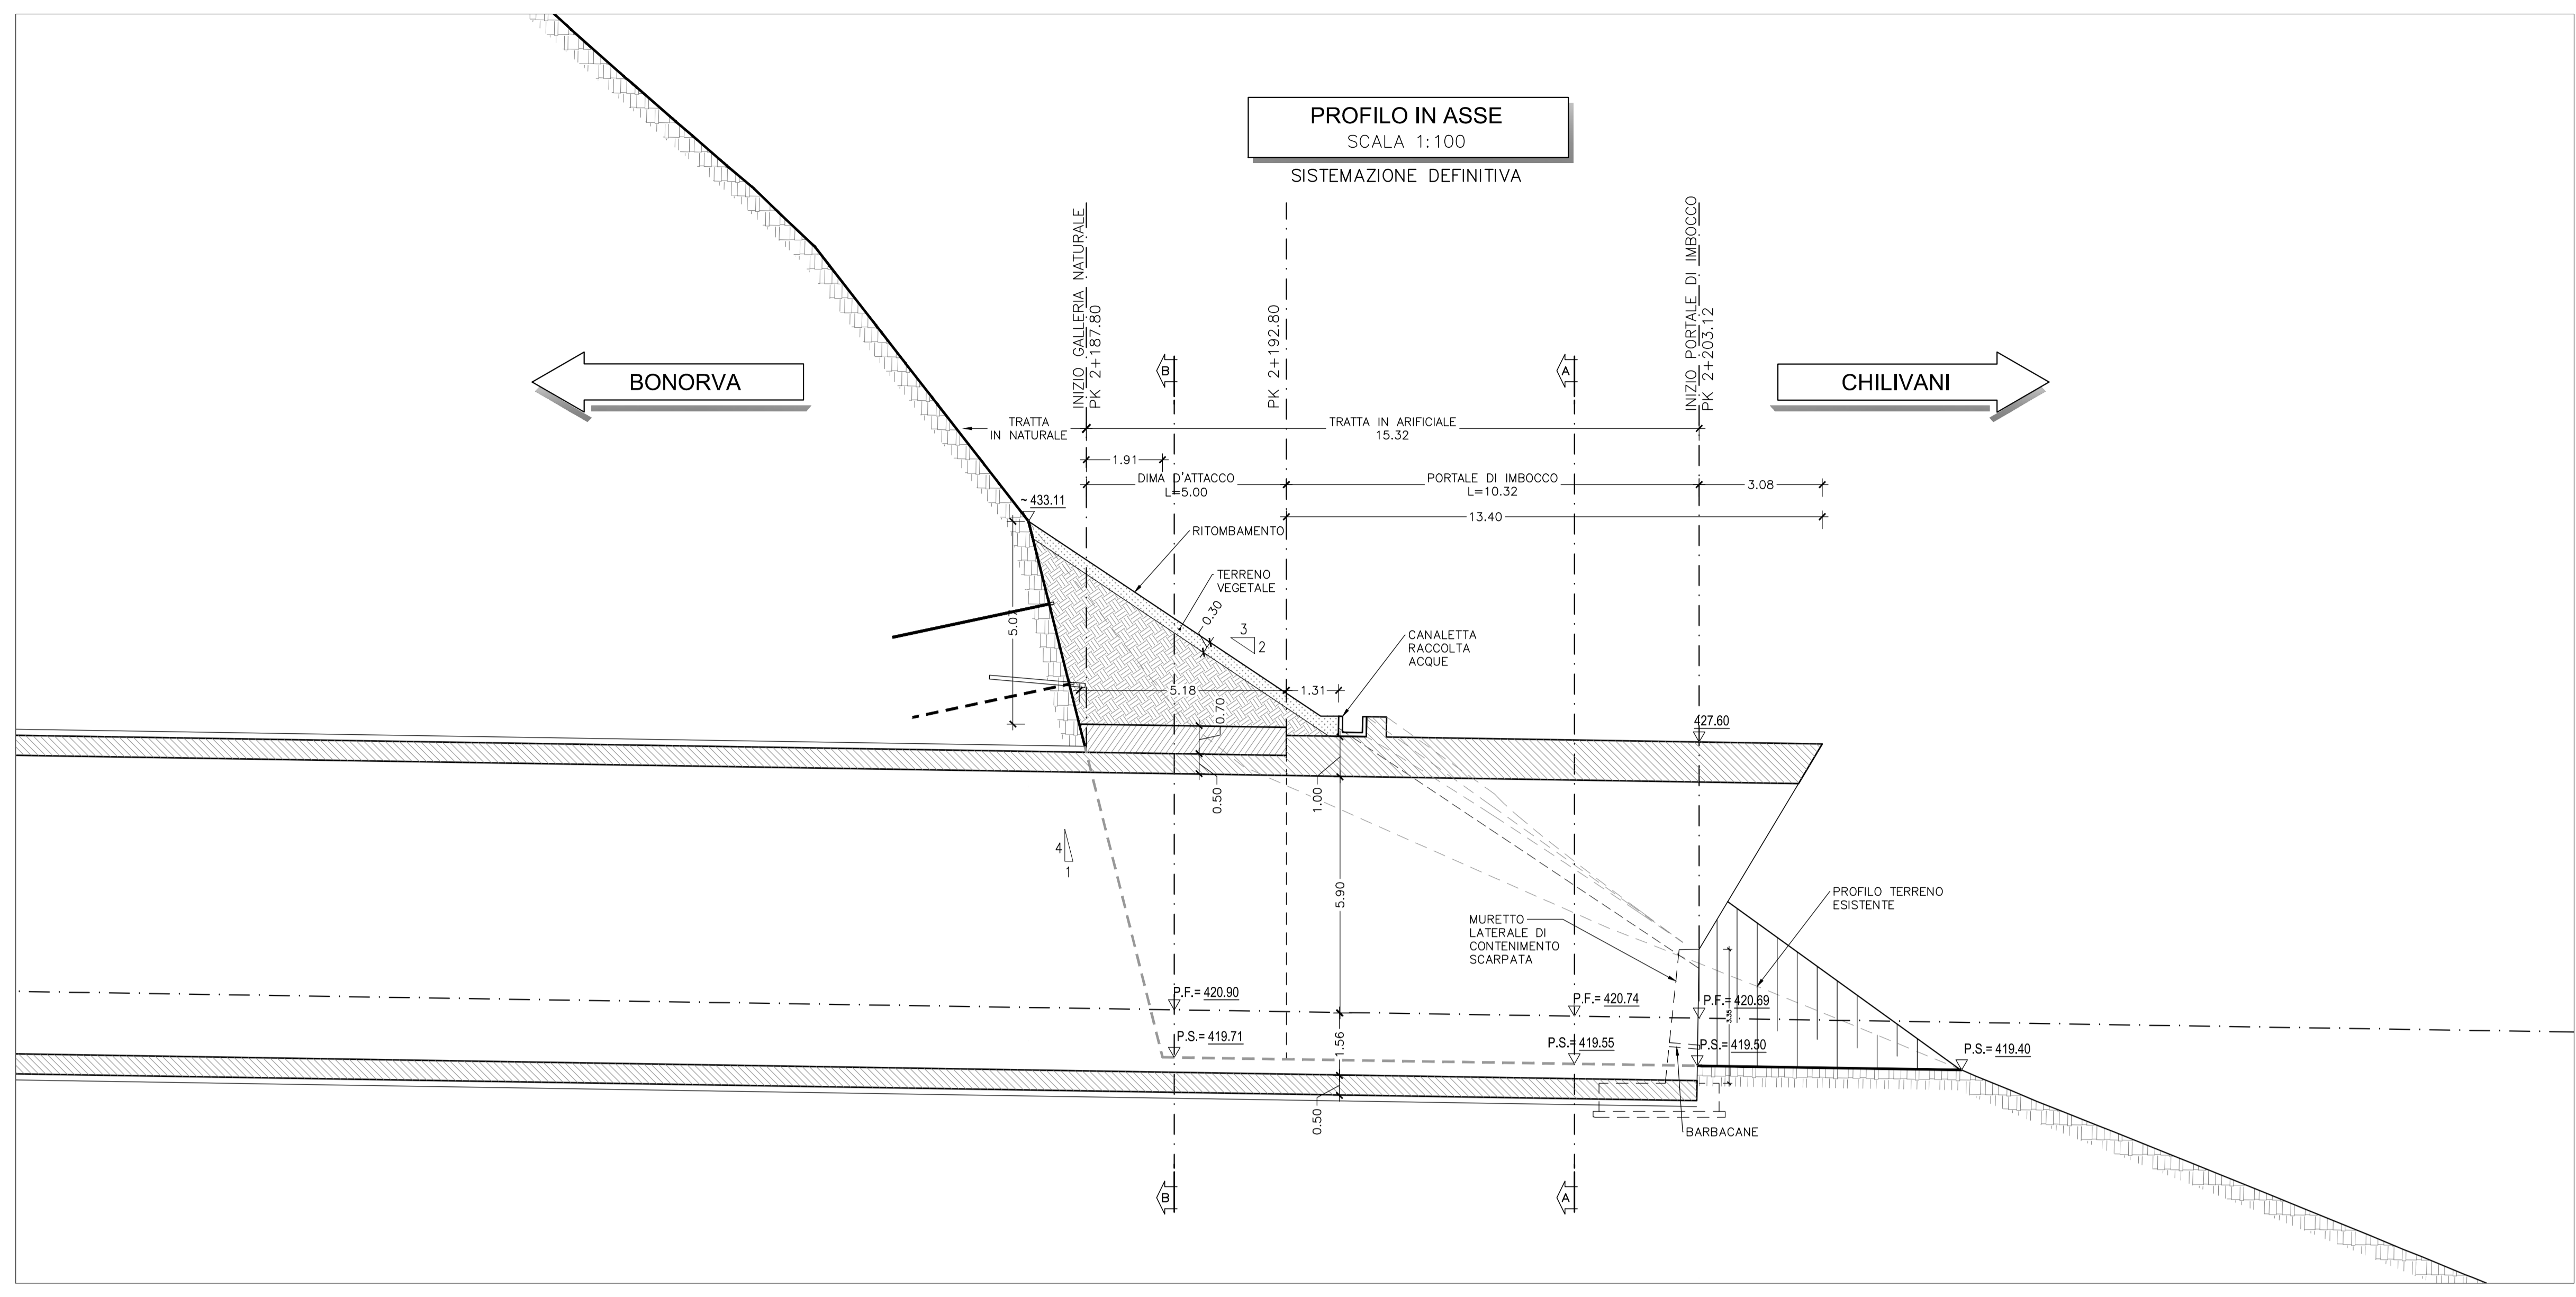 PROFILO IN ASSE
SCALA 1:100
SISTEMAZIONE DEFINITIVA
INIZIO GALLERIA NATURALE
PK 2+187.80
PK 2+192.80
INIZIO PORTALE DI IMBOCCO
PK 2+203.12
BONORVA
CHILIVANI
B
A
TRATTA
IN NATURALE
TRATTA IN ARIFICIALE
15.32
1.91
DIMA D'ATTACCO
L=5.00
PORTALE DI IMBOCCO
L=10.32
3.08
~ 433.11
13.40
RITOMBAMENTO
TERRENO
VEGETALE
0.30
3
2
5.07
CANALETTA
RACCOLTA
ACQUE
5.18
1.31
0.70
427.60
0.50
1.00
4
1
5.90
PROFILO TERRENO
ESISTENTE
MURETTO
LATERALE DI
CONTENIMENTO
SCARPATA
P.F.= 420.90
P.F.= 420.74
P.F.= 420.69
3.35
P.S.= 419.71
1.56
P.S.= 419.55
P.S.= 419.50
P.S.= 419.40
0.50
BARBACANE
B
A